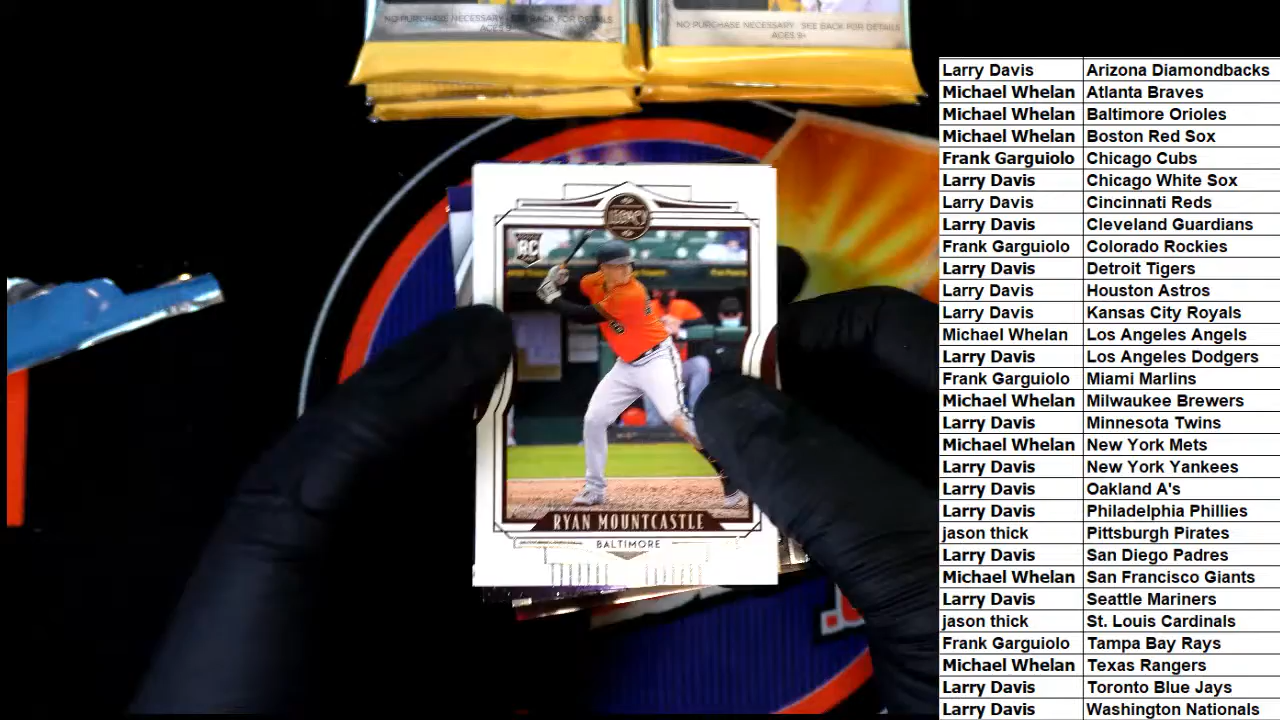 NO PURCHASE NECESSARY - SEE BACK FOR DETAILS
AGES 9+
NO PURCHASE NECESSARY - SEE BACK FOR DETAILS
AGES 9+
LEGACY
RC
RYAN MOUNTCASTLE
BALTIMORE
Larry Davis Arizona Diamondbacks
Michael Whelan Atlanta Braves
Michael Whelan Baltimore Orioles
Michael Whelan Boston Red Sox
Frank Garguiolo Chicago Cubs
Larry Davis Chicago White Sox
Larry Davis Cincinnati Reds
Larry Davis Cleveland Guardians
Frank Garguiolo Colorado Rockies
Larry Davis Detroit Tigers
Larry Davis Houston Astros
Larry Davis Kansas City Royals
Michael Whelan Los Angeles Angels
Larry Davis Los Angeles Dodgers
Frank Garguiolo Miami Marlins
Michael Whelan Milwaukee Brewers
Larry Davis Minnesota Twins
Michael Whelan New York Mets
Larry Davis New York Yankees
Larry Davis Oakland A's
Larry Davis Philadelphia Phillies
jason thick Pittsburgh Pirates
Larry Davis San Diego Padres
Michael Whelan San Francisco Giants
Larry Davis Seattle Mariners
jason thick St. Louis Cardinals
Frank Garguiolo Tampa Bay Rays
Michael Whelan Texas Rangers
Larry Davis Toronto Blue Jays
Larry Davis Washington Nationals